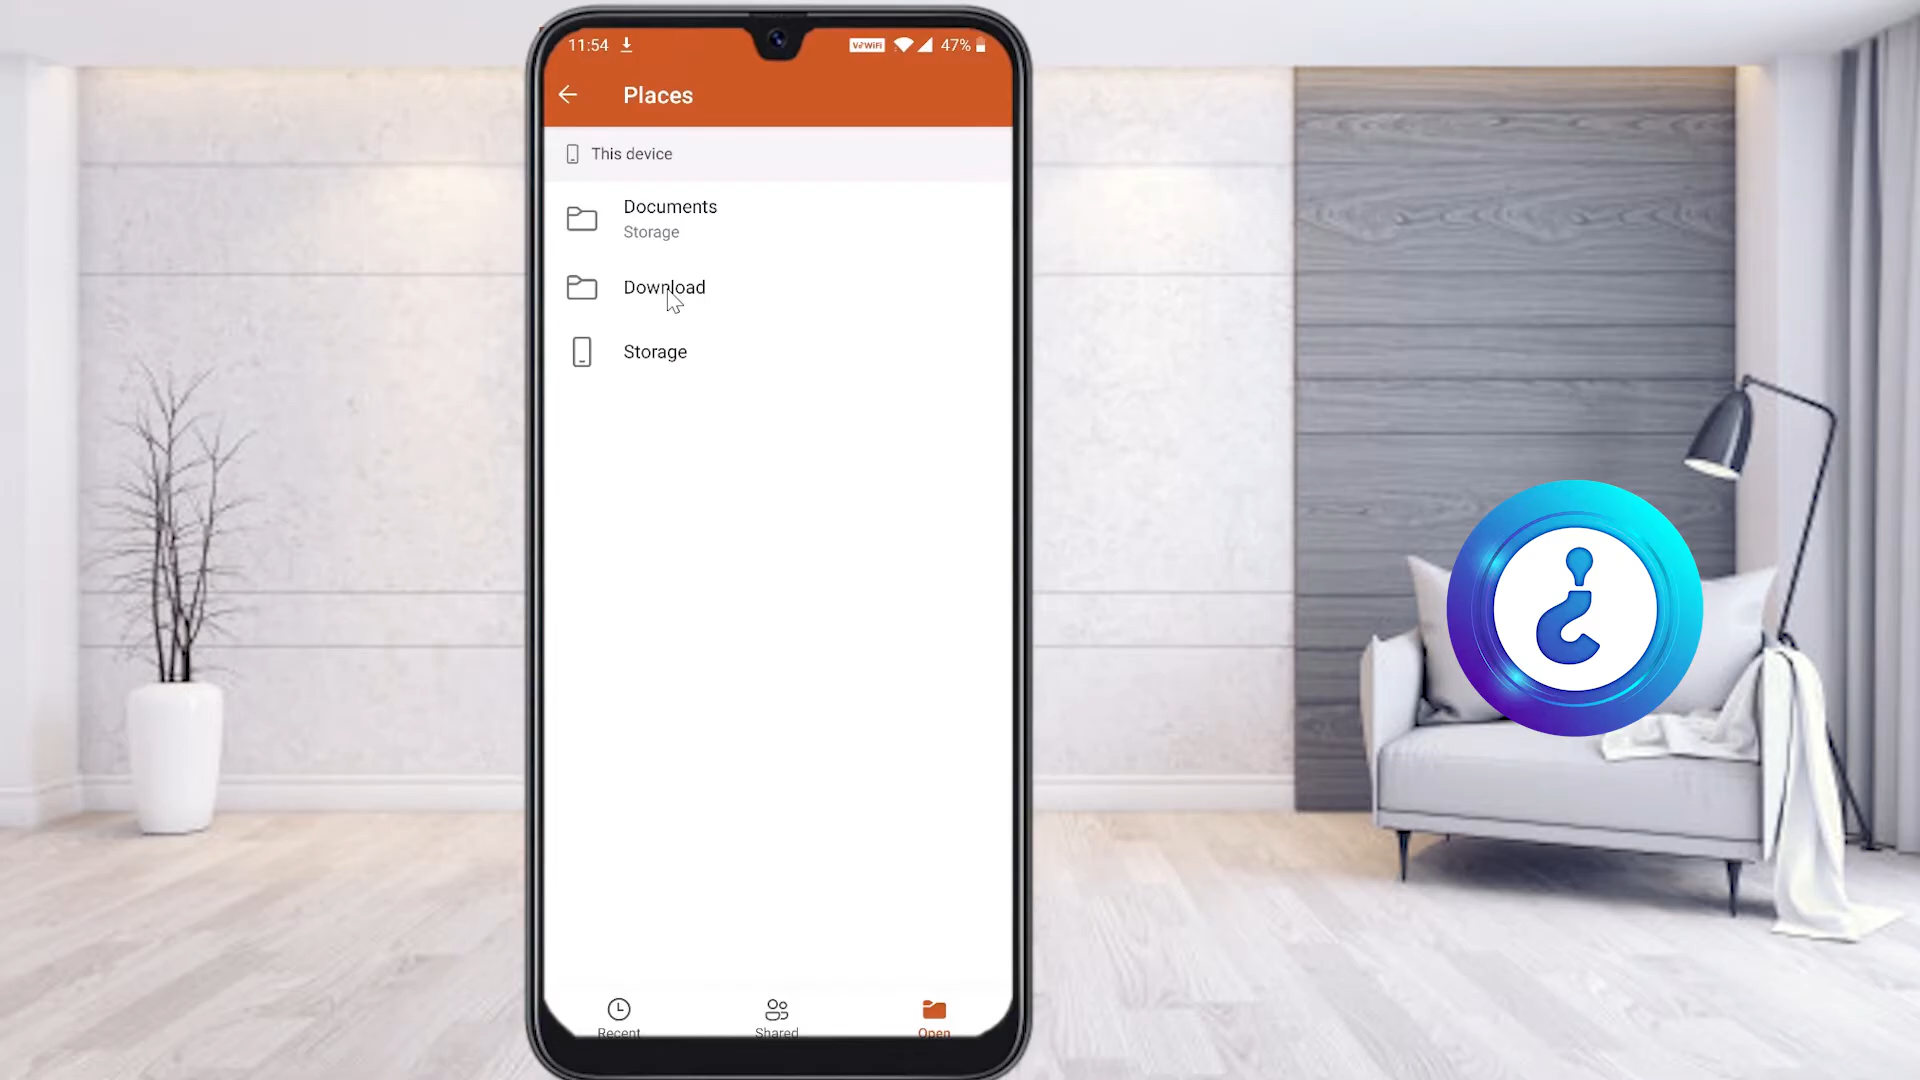 11:54
VoWiFi 47%
Places
This device
Documents
Storage
Download
Storage
Recent
Shared
Open